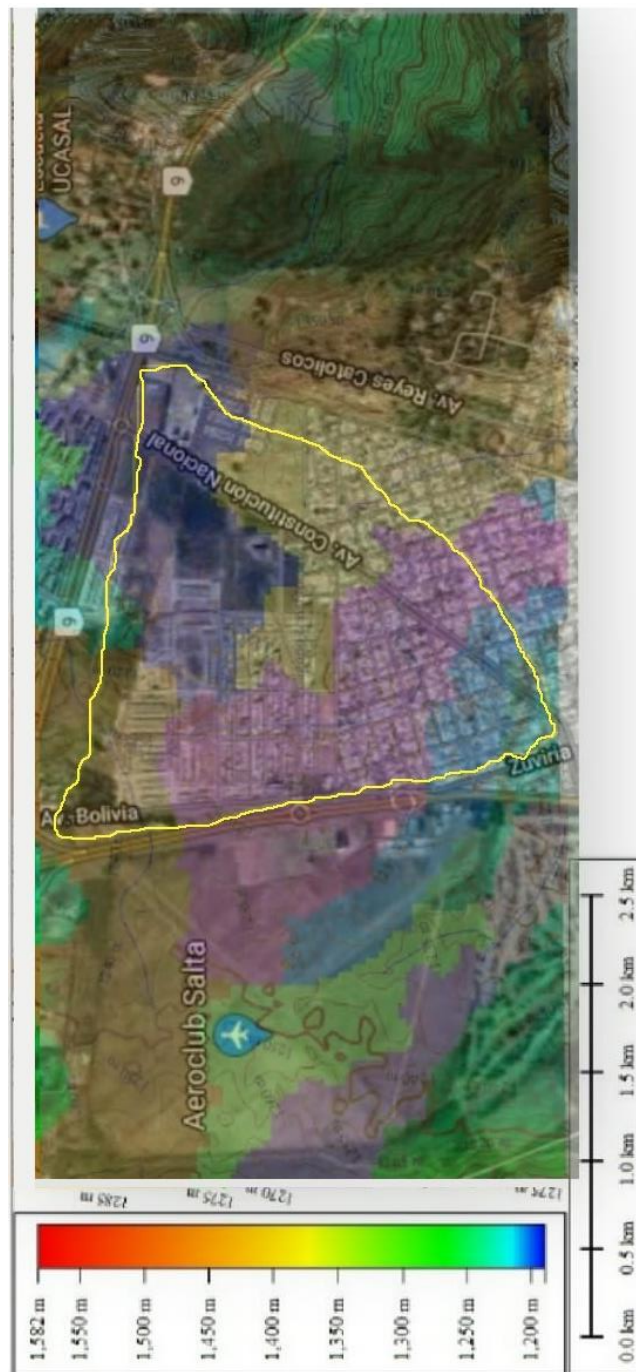 1,582 m
1,550 m
1,500 m
1,450 m
1,400 m
1,350 m
1,300 m
1,250 m
1,200 m
1285 m
1275 m
1270 m
1275 m
UCASAL
9
9
9
Av. Bolivia
Av. Constitución Nacional
Av. Reyes Catolicos
Aeroclub Salta
Zuviria
0.0 km 0.5 km 1.0 km 1.5 km 2.0 km 2.5 km